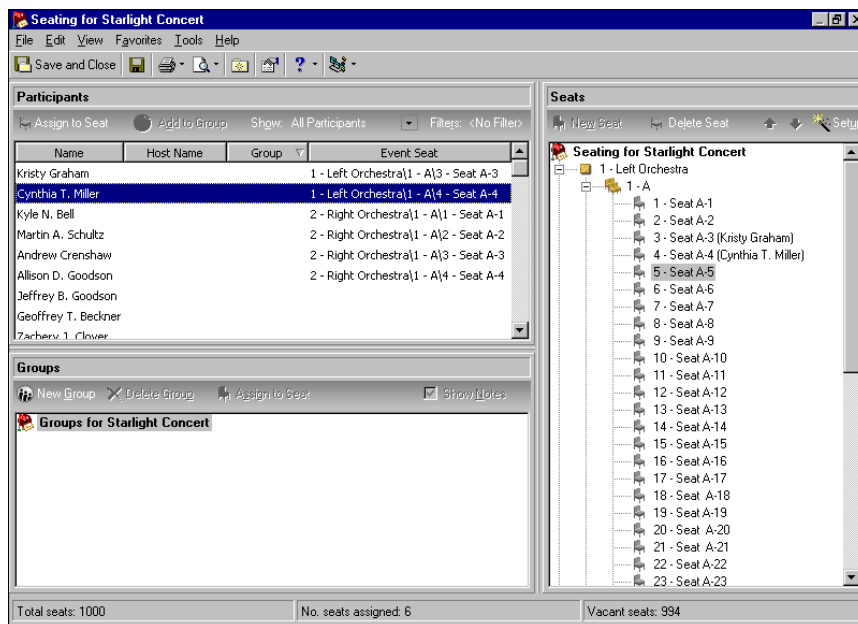 Seating for Starlight Concert
File Edit View Favorites Tools Help
Save and Close
Participants
Assign to Seat Add to Group Show: All Participants Filters: <No Filter>
Name Host Name Group Event Seat
Kristy Graham 1 - Left Orchestra\1 - A\3 - Seat A-3
Cynthia T. Miller 1 - Left Orchestra\1 - A\4 - Seat A-4
Kyle N. Bell 2 - Right Orchestra\1 - A\1 - Seat A-1
Martin A. Schultz 2 - Right Orchestra\1 - A\2 - Seat A-2
Andrew Crenshaw 2 - Right Orchestra\1 - A\3 - Seat A-3
Allison D. Goodson 2 - Right Orchestra\1 - A\4 - Seat A-4
Jeffrey B. Goodson
Geoffrey T. Beckner
Zachery J. Clover
Groups
New Group Delete Group Assign to Seat Show Notes
Groups for Starlight Concert
Seats
New Seat Delete Seat Setu
Seating for Starlight Concert
1 - Left Orchestra
1 - A
1 - Seat A-1
2 - Seat A-2
3 - Seat A-3 (Kristy Graham)
4 - Seat A-4 (Cynthia T. Miller)
5 - Seat A-5
6 - Seat A-6
7 - Seat A-7
8 - Seat A-8
9 - Seat A-9
10 - Seat A-10
11 - Seat A-11
12 - Seat A-12
13 - Seat A-13
14 - Seat A-14
15 - Seat A-15
16 - Seat A-16
17 - Seat A-17
18 - Seat A-18
19 - Seat A-19
20 - Seat A-20
21 - Seat A-21
22 - Seat A-22
23 - Seat A-23
Total seats: 1000 No. seats assigned: 6 Vacant seats: 994